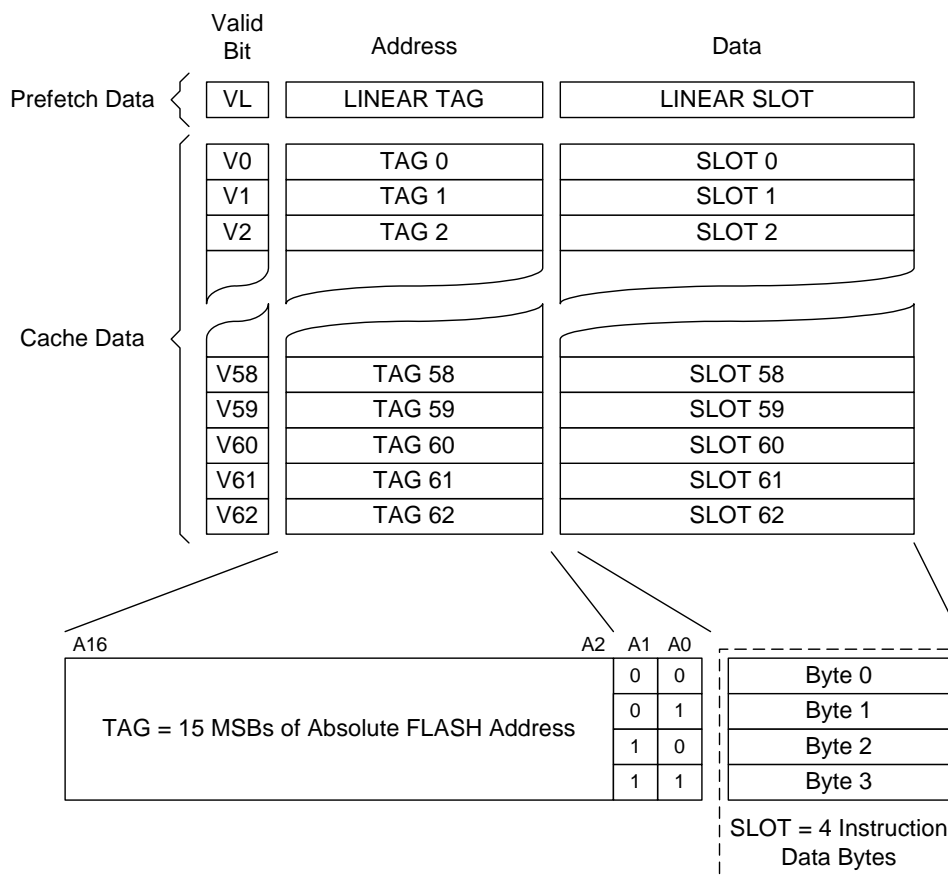 Valid
Bit
Address
Data
Prefetch Data
VL
LINEAR TAG
LINEAR SLOT
Cache Data
V0
TAG 0
SLOT 0
V1
TAG 1
SLOT 1
V2
TAG 2
SLOT 2
V58
TAG 58
SLOT 58
V59
TAG 59
SLOT 59
V60
TAG 60
SLOT 60
V61
TAG 61
SLOT 61
V62
TAG 62
SLOT 62
A16
A2
A1
A0
TAG = 15 MSBs of Absolute FLASH Address
0
0
Byte 0
0
1
Byte 1
1
0
Byte 2
1
1
Byte 3
SLOT = 4 Instruction
Data Bytes